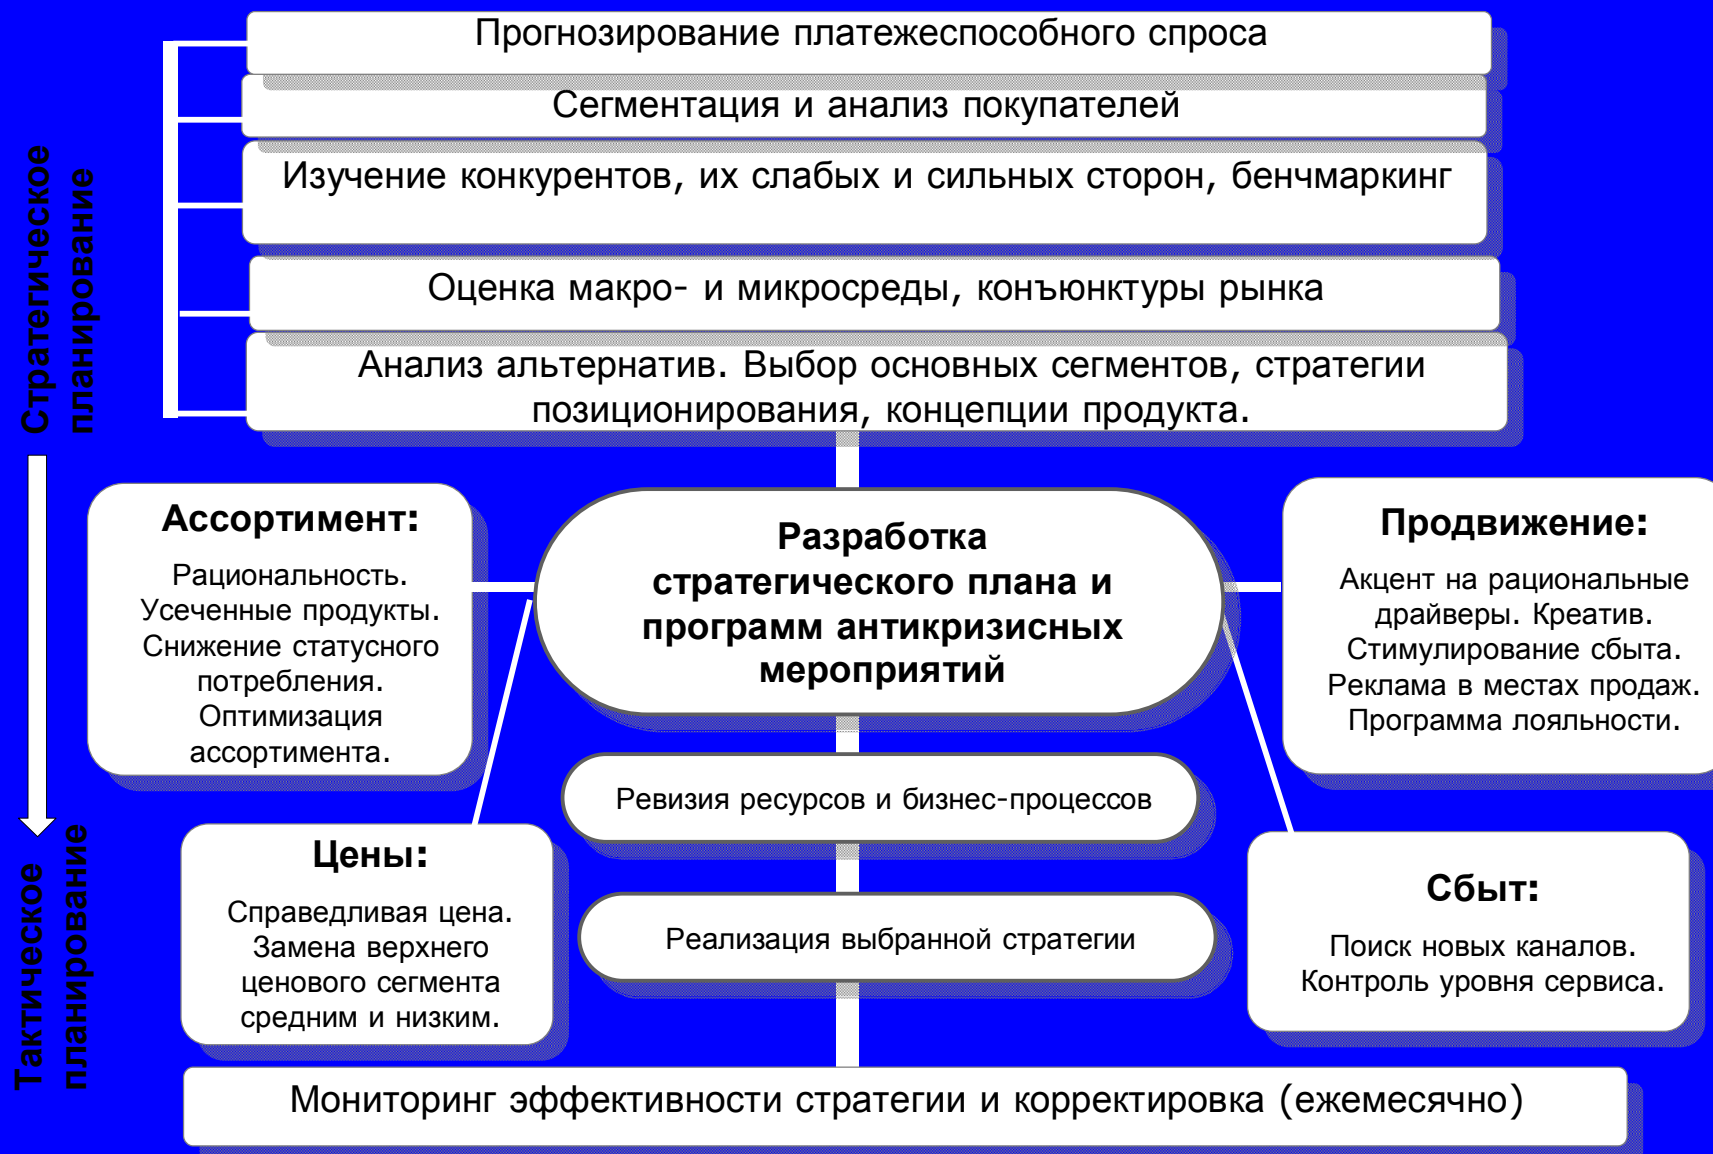 Стратегическое
планирование
Прогнозирование платежеспособного спроса
Сегментация и анализ покупателей
Изучение конкурентов, их слабых и сильных сторон, бенчмаркинг
Оценка макро- и микросреды, конъюнктуры рынка
Анализ альтернатив. Выбор основных сегментов, стратегии
позиционирования, концепции продукта.
Ассортимент:
Рациональность.
Усеченные продукты.
Снижение статусного
потребления.
Оптимизация
ассортимента.
Разработка
стратегического плана и
программ антикризисных
мероприятий
Продвижение:
Акцент на рациональные
драйверы. Креатив.
Стимулирование сбыта.
Реклама в местах продаж.
Программа лояльности.
Тактическое
планирование
Цены:
Справедливая цена.
Замена верхнего
ценового сегмента
средним и низким.
Ревизия ресурсов и бизнес-процессов
Реализация выбранной стратегии
Сбыт:
Поиск новых каналов.
Контроль уровня сервиса.
Мониторинг эффективности стратегии и корректировка (ежемесячно)